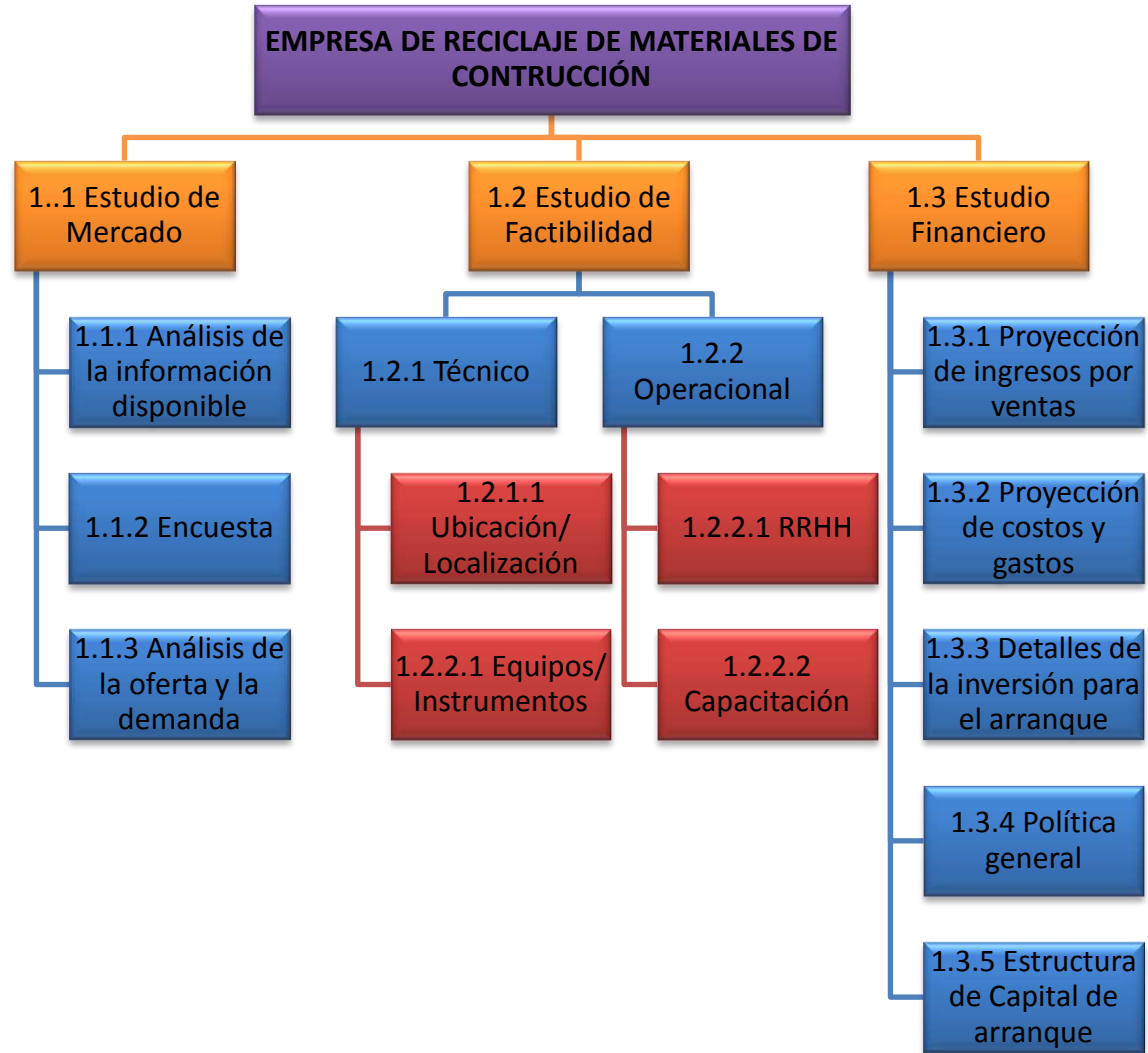 EMPRESA DE RECICLAJE DE MATERIALES DE
CONTRUCCIÓN
1..1 Estudio de
Mercado
1.1.1 Análisis de
la información
disponible
1.1.2 Encuesta
1.1.3 Análisis de
la oferta y la
demanda
1.2 Estudio de
Factibilidad
1.2.1 Técnico
1.2.1.1
Ubicación/
Localización
1.2.2.1 Equipos/
Instrumentos
1.2.2
Operacional
1.2.2.1 RRHH
1.2.2.2
Capacitación
1.3 Estudio
Financiero
1.3.1 Proyección
de ingresos por
ventas
1.3.2 Proyección
de costos y
gastos
1.3.3 Detalles de
la inversión para
el arranque
1.3.4 Política
general
1.3.5 Estructura
de Capital de
arranque